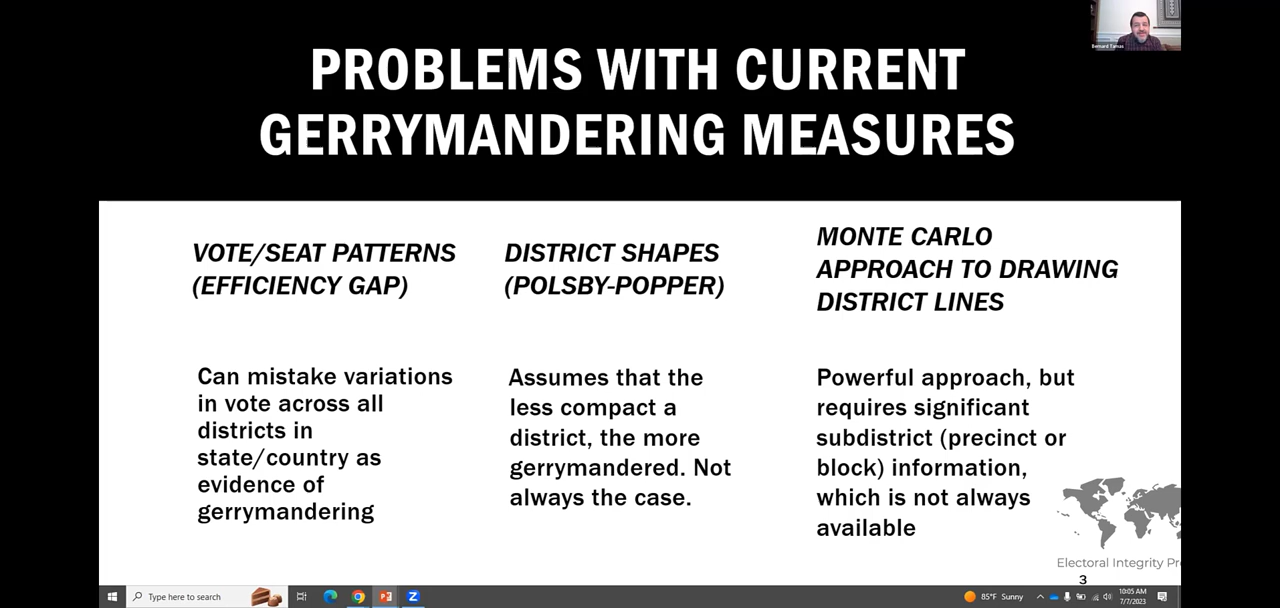 PROBLEMS WITH CURRENT
GERRYMANDERING MEASURES
Bernard Tamas
VOTE/SEAT PATTERNS
(EFFICIENCY GAP)
Can mistake variations
in vote across all
districts in
state/country as
evidence of
gerrymandering
DISTRICT SHAPES
(POLSBY-POPPER)
Assumes that the
less compact a
district, the more
gerrymandered. Not
always the case.
MONTE CARLO
APPROACH TO DRAWING
DISTRICT LINES
Powerful approach, but
requires significant
subdistrict (precinct or
block) information,
which is not always
available
Electoral Integrity Pr
3
Type here to search
85°F Sunny
10:05 AM
7/7/2023